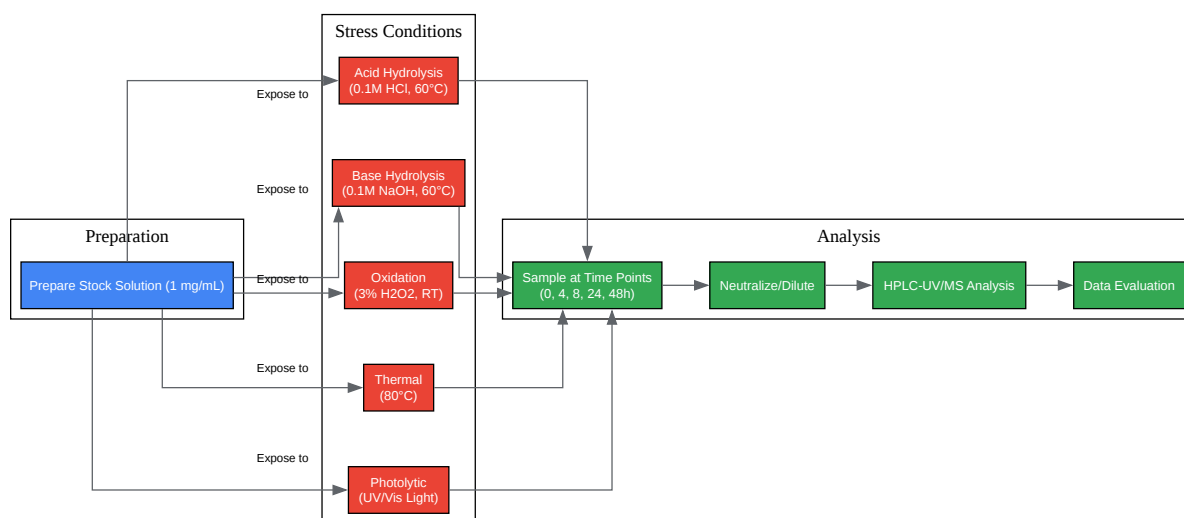 Stress Conditions
Acid Hydrolysis
(0.1M HCl, 60°C)
Expose to
Base Hydrolysis
(0.1M NaOH, 60°C)
Expose to
Preparation
Prepare Stock Solution (1 mg/mL)
Expose to
Oxidation
(3% H2O2, RT)
Analysis
Sample at Time Points
(0, 4, 8, 24, 48h)
Neutralize/Dilute
HPLC-UV/MS Analysis
Data Evaluation
Expose to
Thermal
(80°C)
Expose to
Photolytic
(UV/Vis Light)